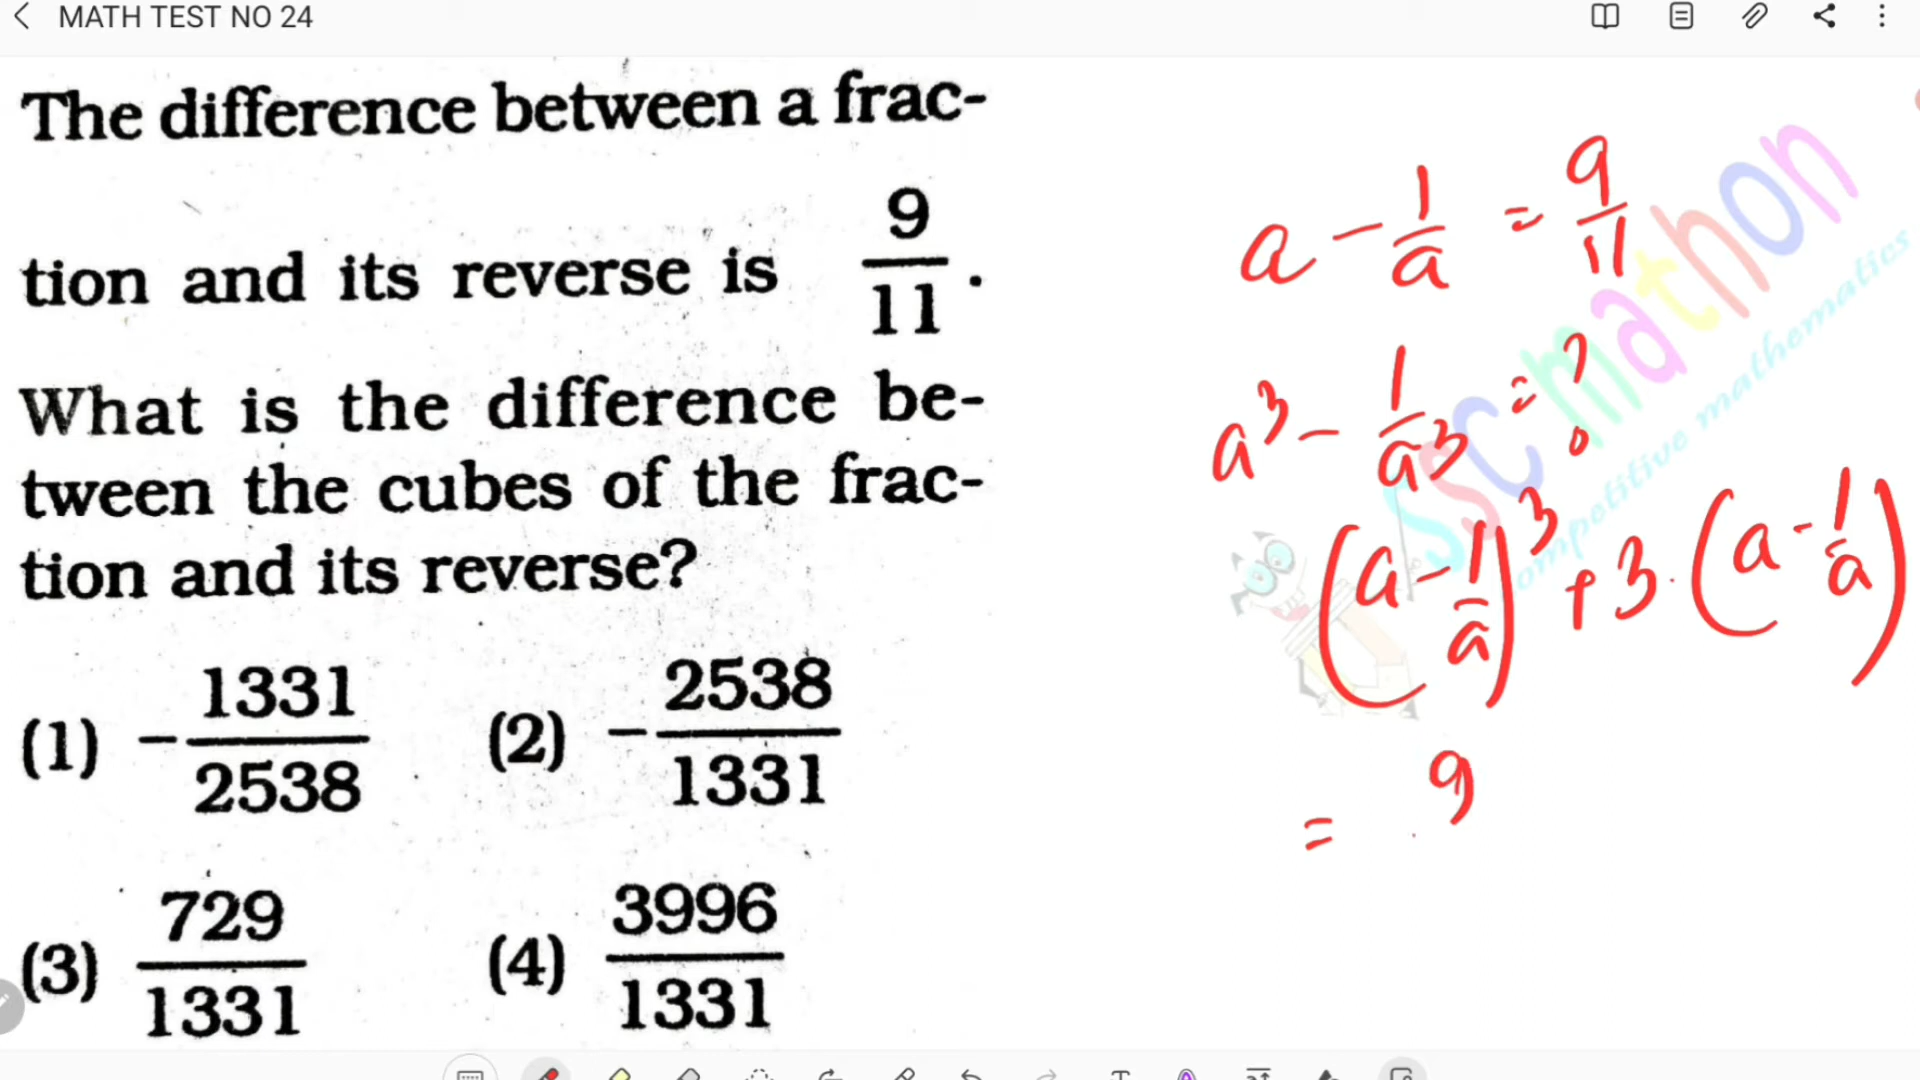 MATH TEST NO 24
The difference between a frac-
tion and its reverse is 9/11.
What is the difference be-
tween the cubes of the frac-
tion and its reverse?
(1) -1331/2538 (2) -2538/1331
(3) 729/1331 (4) 3996/1331
a - 1/a = 9/11
a³ - 1/a³ = ?
(a - 1/a)³ + 3·(a - 1/a)
= 9
SSC mathon
competitive mathematics